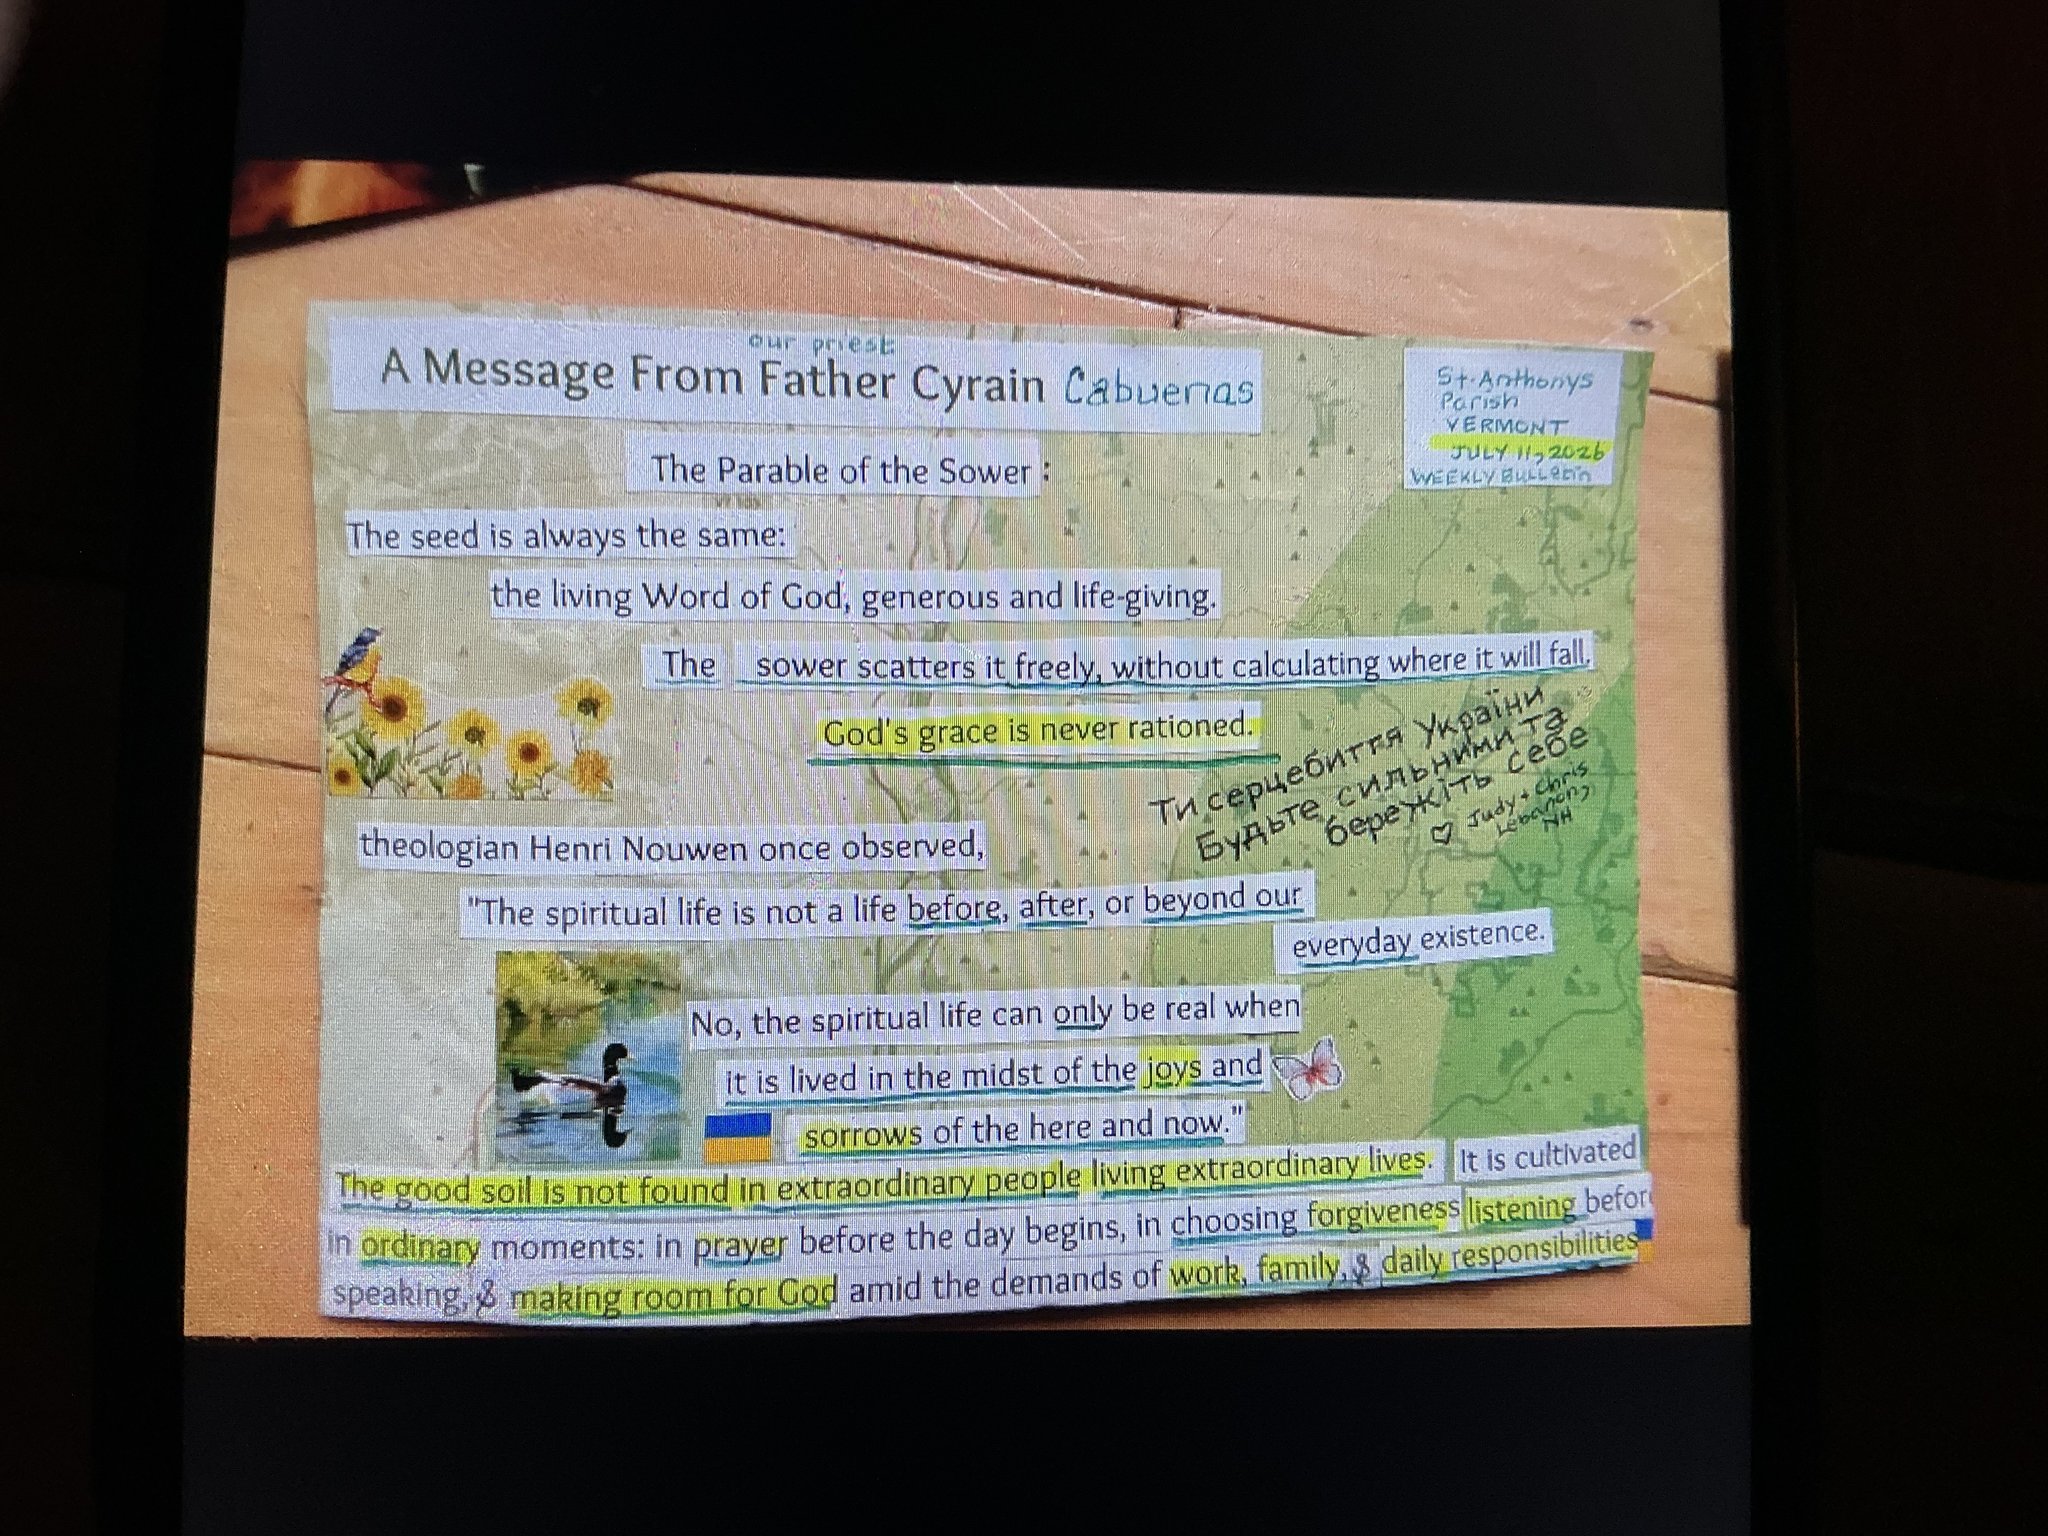 our priest
A Message From Father Cyrain Cabuenas
St. Anthonys
Parish
VERMONT
JULY 11, 2026
WEEKLY BULLETIN
The Parable of the Sower :
The seed is always the same:
the living Word of God, generous and life-giving.
The sower scatters it freely, without calculating where it will fall.
God's grace is never rationed.
Ти серцебиття України
Будьте сильними та
бережіть себе
♡ Judy + Chris
Lebanon,
NH
theologian Henri Nouwen once observed,
"The spiritual life is not a life before, after, or beyond our
everyday existence.
No, the spiritual life can only be real when
it is lived in the midst of the joys and
sorrows of the here and now."
The good soil is not found in extraordinary people living extraordinary lives. It is cultivated
in ordinary moments: in prayer before the day begins, in choosing forgiveness listening befor
speaking, & making room for God amid the demands of work, family, & daily responsibilities